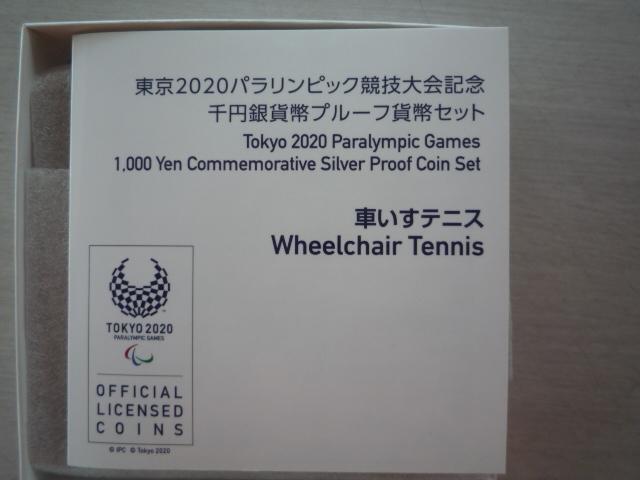 東京2020パラリンピック競技大会記念
千円銀貨幣プルーフ貨幣セット
Tokyo 2020 Paralympic Games
1,000 Yen Commemorative Silver Proof Coin Set
車いすテニス
Wheelchair Tennis
TOKYO 2020
PARALYMPIC GAMES
OFFICIAL
LICENSED
COINS
© IPC © Tokyo 2020